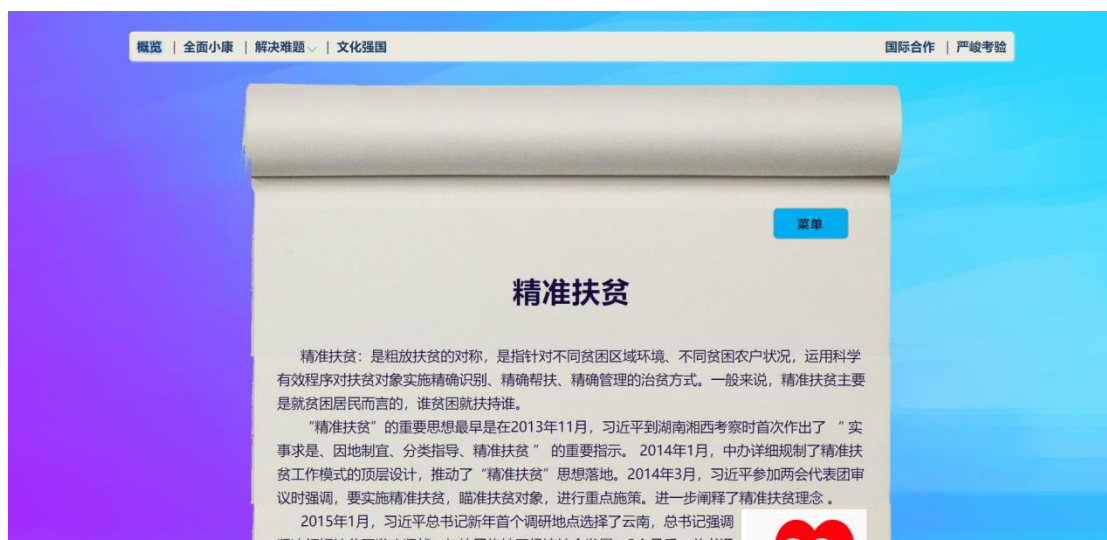 概览 | 全面小康 | 解决难题 | 文化强国 国际合作 | 严峻考验
菜单
精准扶贫
精准扶贫：是粗放扶贫的对称，是指针对不同贫困区域环境、不同贫困农户状况，运用科学
有效程序对扶贫对象实施精确识别、精确帮扶、精确管理的治贫方式。一般来说，精准扶贫主要
是就贫困居民而言的，谁贫困就扶持谁。
“精准扶贫”的重要思想最早是在2013年11月，习近平到湖南湘西考察时首次作出了 “ 实
事求是、因地制宜、分类指导、精准扶贫 ” 的重要指示。 2014年1月，中办详细规制了精准扶
贫工作模式的顶层设计，推动了“精准扶贫”思想落地。2014年3月，习近平参加两会代表团审
议时强调，要实施精准扶贫，瞄准扶贫对象，进行重点施策。进一步阐释了精准扶贫理念 。
2015年1月，习近平总书记新年首个调研地点选择了云南，总书记强调